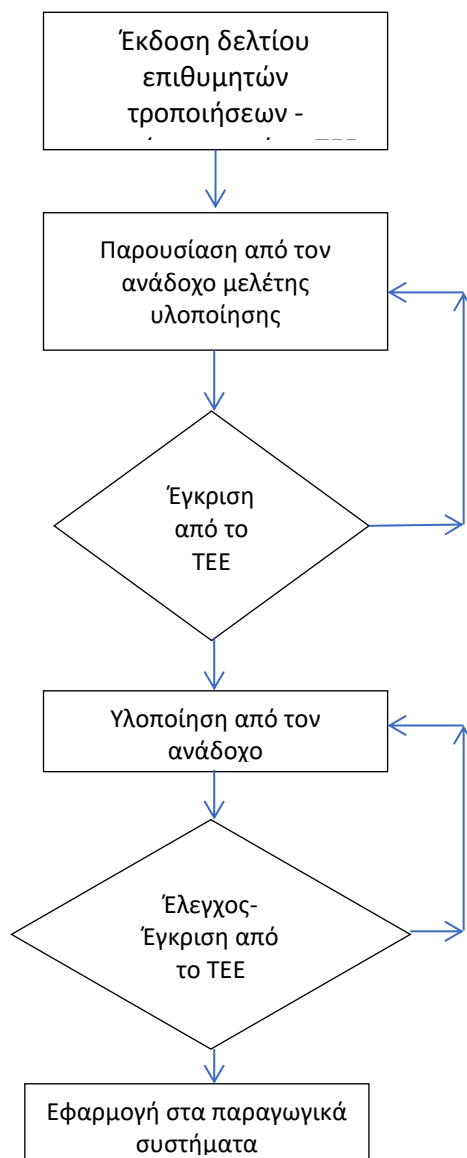 Έκδοση δελτίου
επιθυμητών
τροποιήσεων -
Παρουσίαση από τον
ανάδοχο μελέτης
υλοποίησης
Έγκριση
από το
ΤΕΕ
Υλοποίηση από τον
ανάδοχο
Έλεγχος-
Έγκριση από
το ΤΕΕ
Εφαρμογή στα παραγωγικά
συστήματα